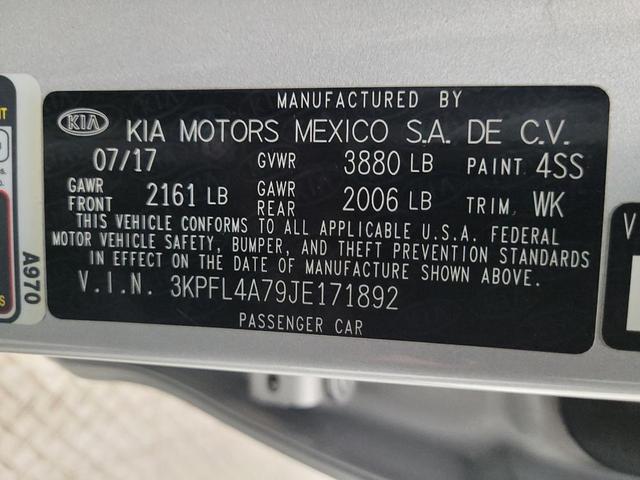 MANUFACTURED BY
KIA KIA MOTORS MEXICO S.A. DE C.V.
07/17 GVWR 3880 LB PAINT 4SS
GAWR FRONT 2161 LB GAWR REAR 2006 LB TRIM. WK
THIS VEHICLE CONFORMS TO ALL APPLICABLE U.S.A. FEDERAL
MOTOR VEHICLE SAFETY, BUMPER, AND THEFT PREVENTION STANDARDS
IN EFFECT ON THE DATE OF MANUFACTURE SHOWN ABOVE.
V.I.N. 3KPFL4A79JE171892
PASSENGER CAR
A970
V